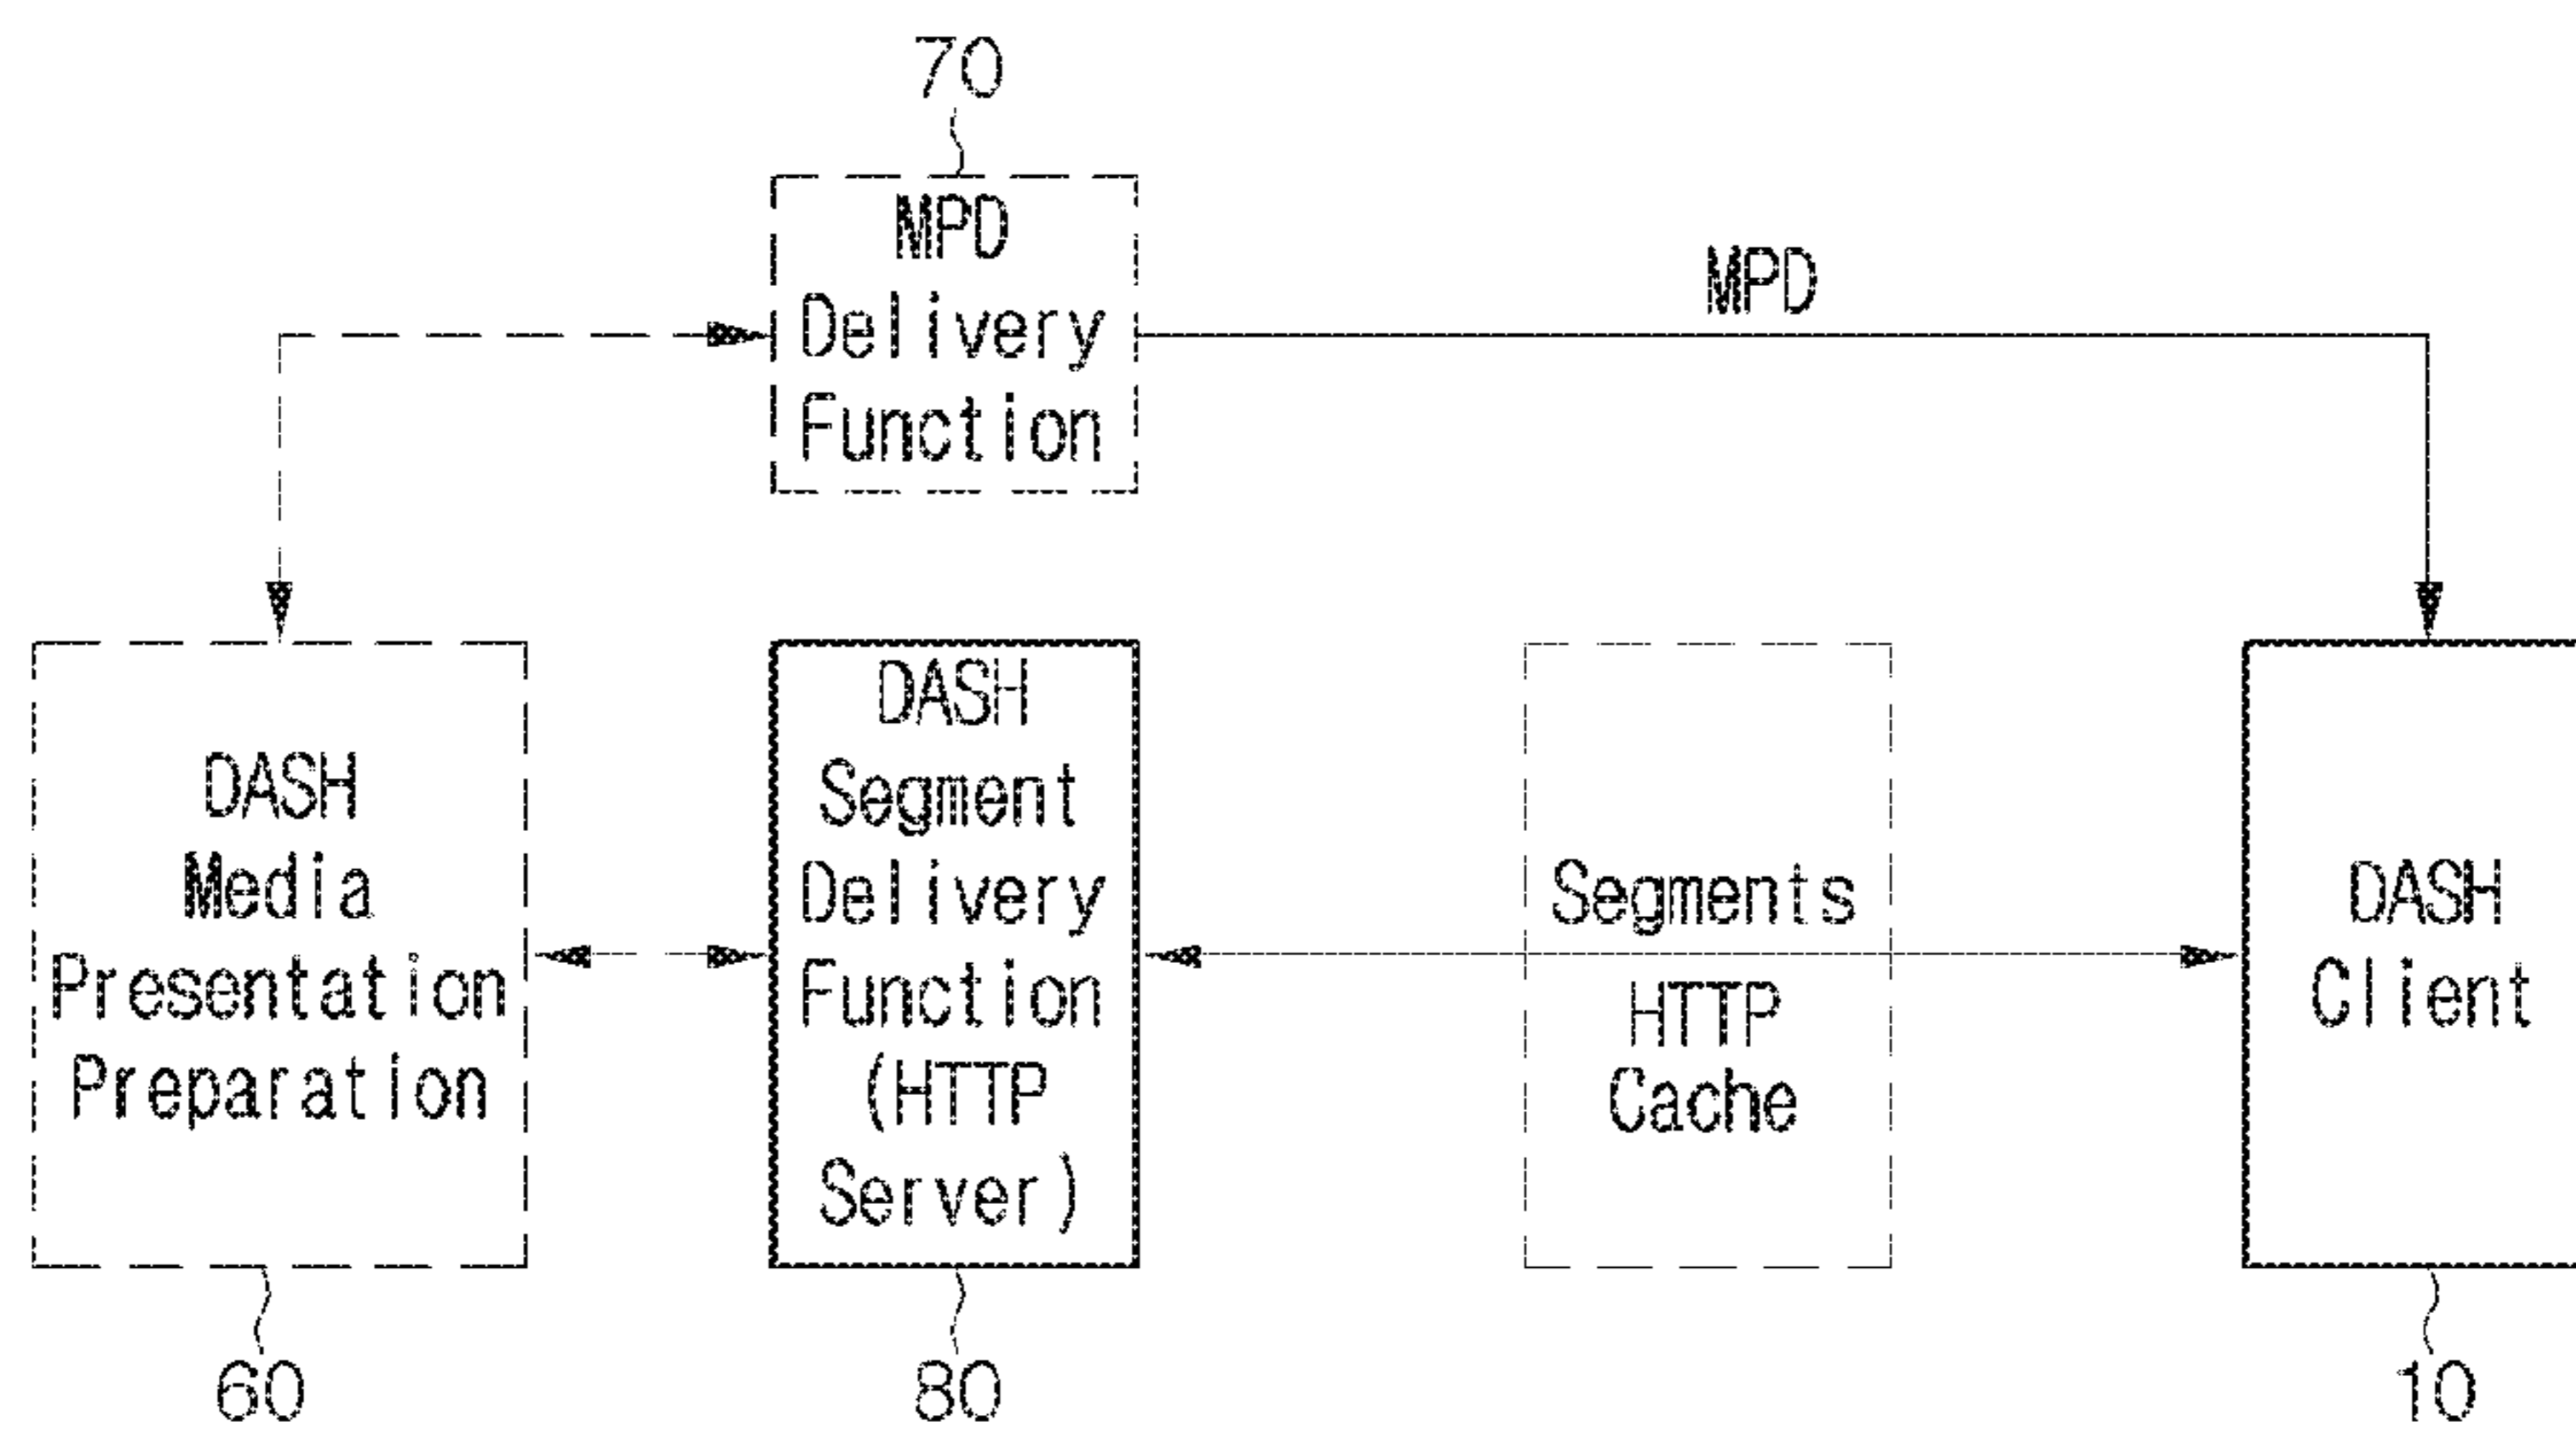 70
MPD
Delivery
Function
MPD
DASH
Media
Presentation
Preparation
DASH
Segment
Delivery
Function
(HTTP
Server)
Segments
HTTP
Cache
DASH
Client
60
80
10